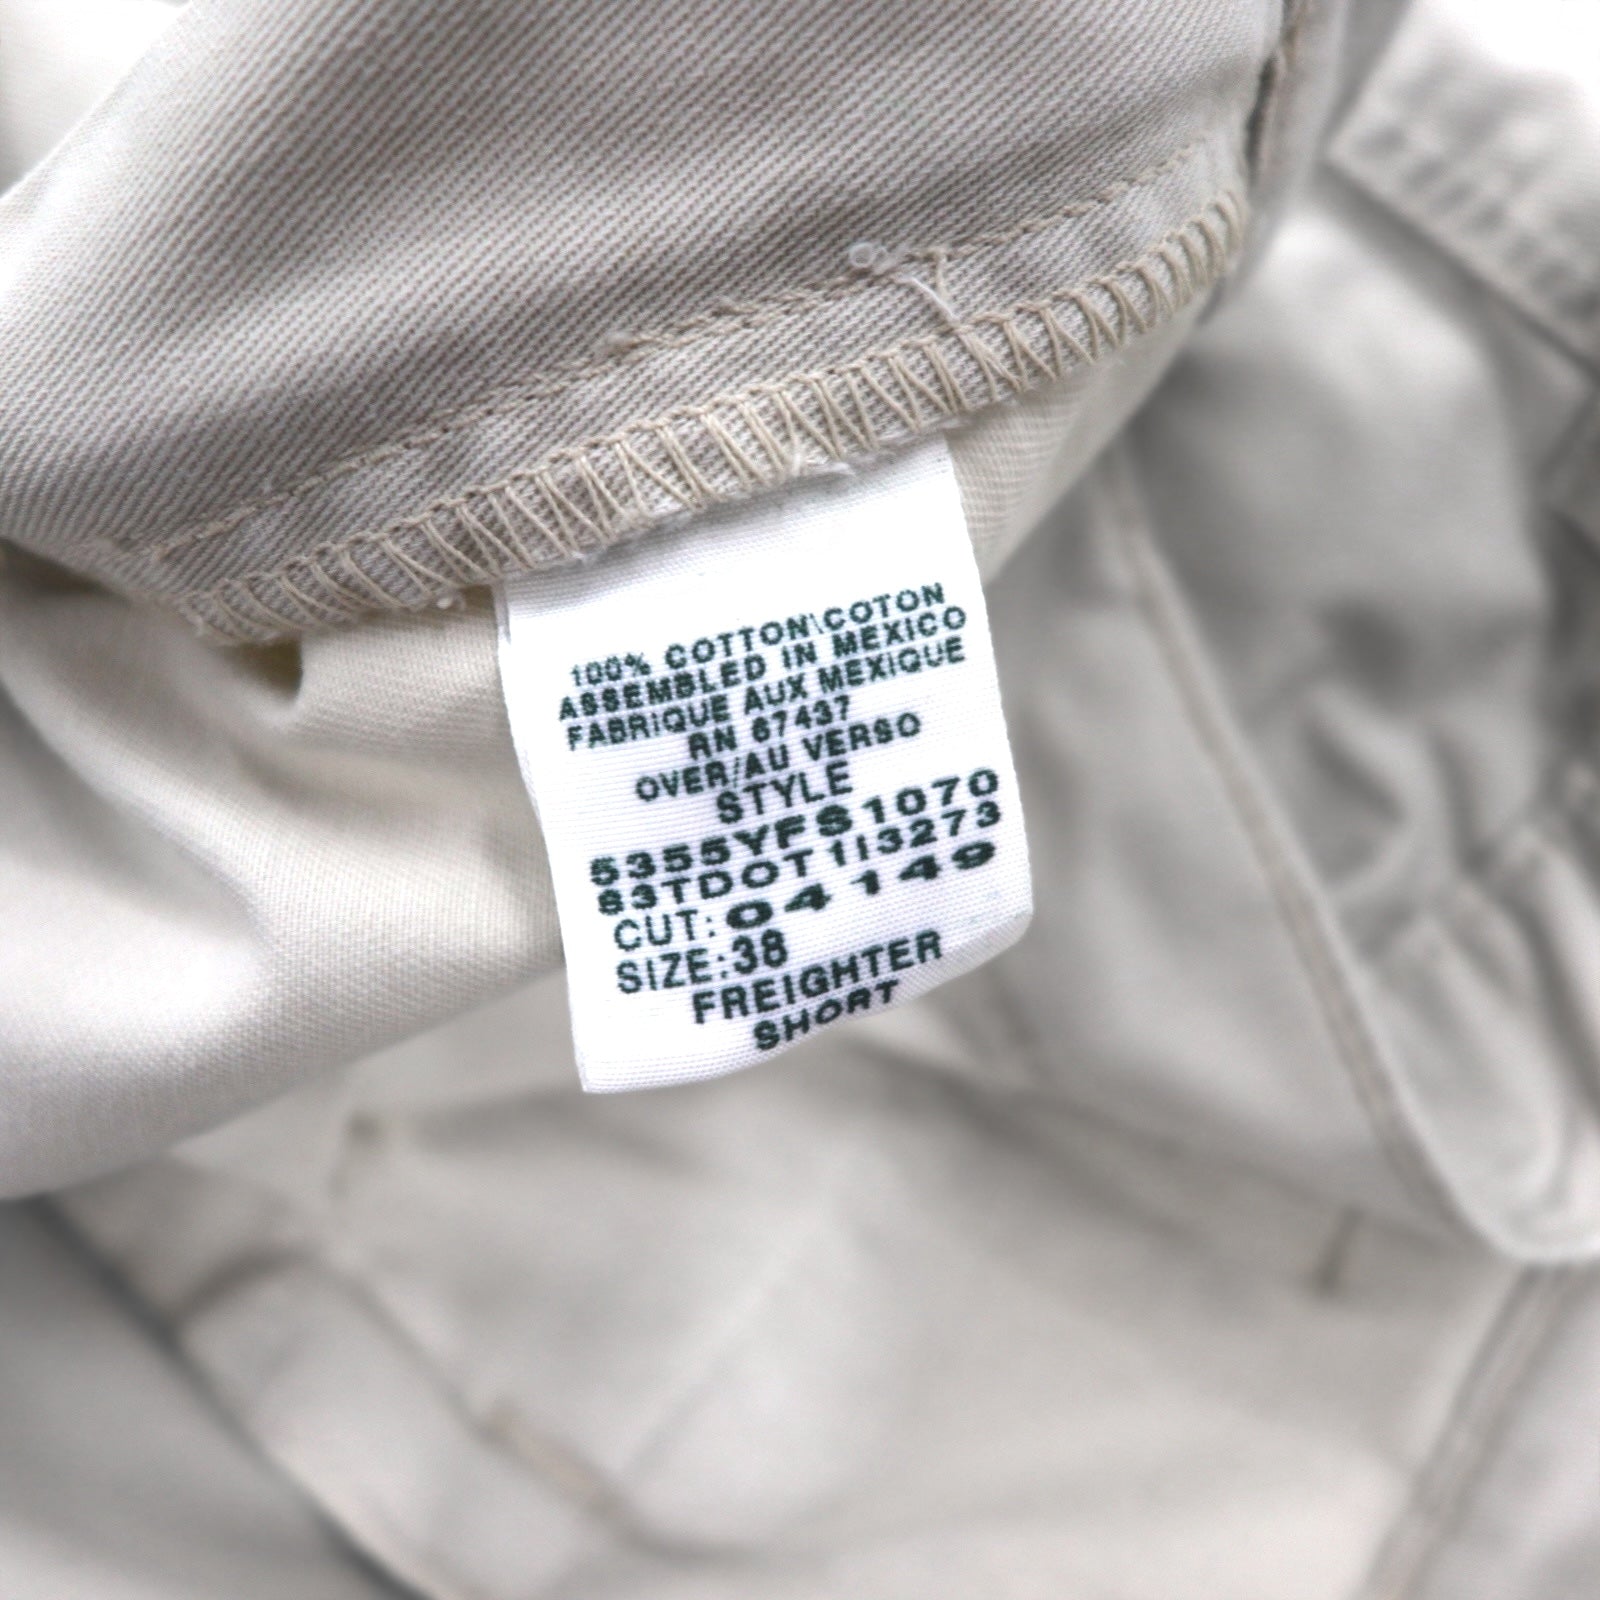 100% COTTON\COTON
ASSEMBLED IN MEXICO
FABRIQUE AUX MEXIQUE
RN 67437
OVER/AU VERSO
STYLE
5355YFS1070
83TDOT113273
CUT: 04149
SIZE:38
FREIGHTER
SHORT